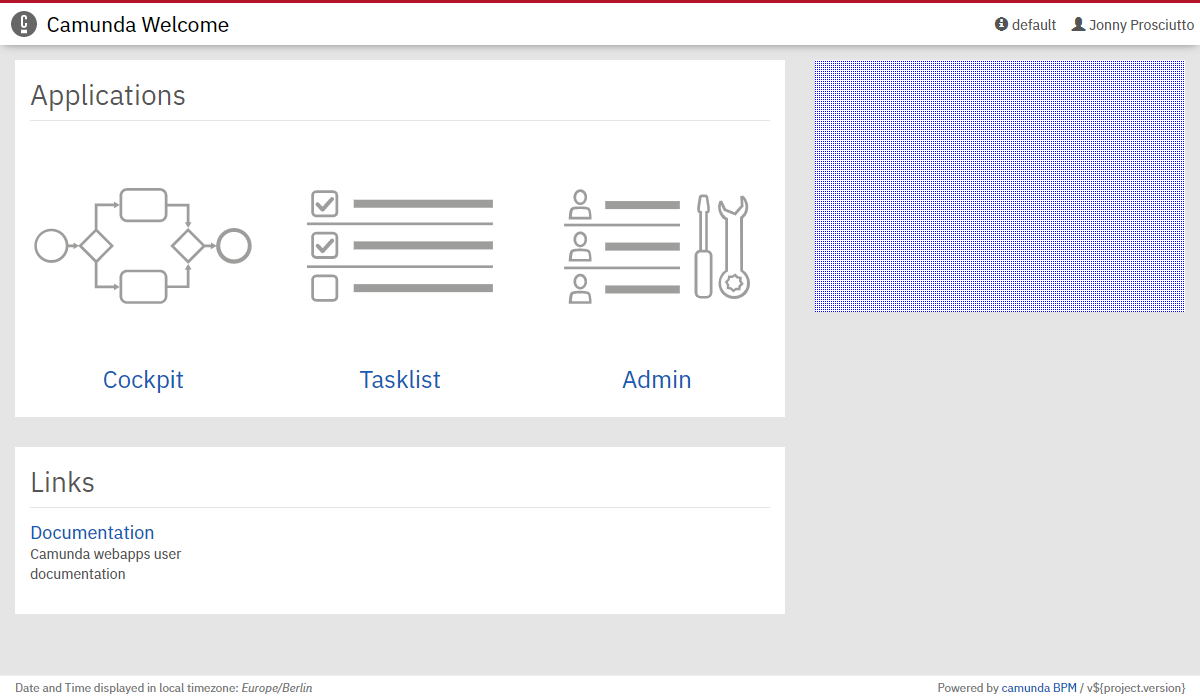 Camunda Welcome
default Jonny Prosciutto
Applications
Cockpit Tasklist Admin
Links
Documentation
Camunda webapps user
documentation
Date and Time displayed in local timezone: Europe/Berlin
Powered by camunda BPM / v${project.version}